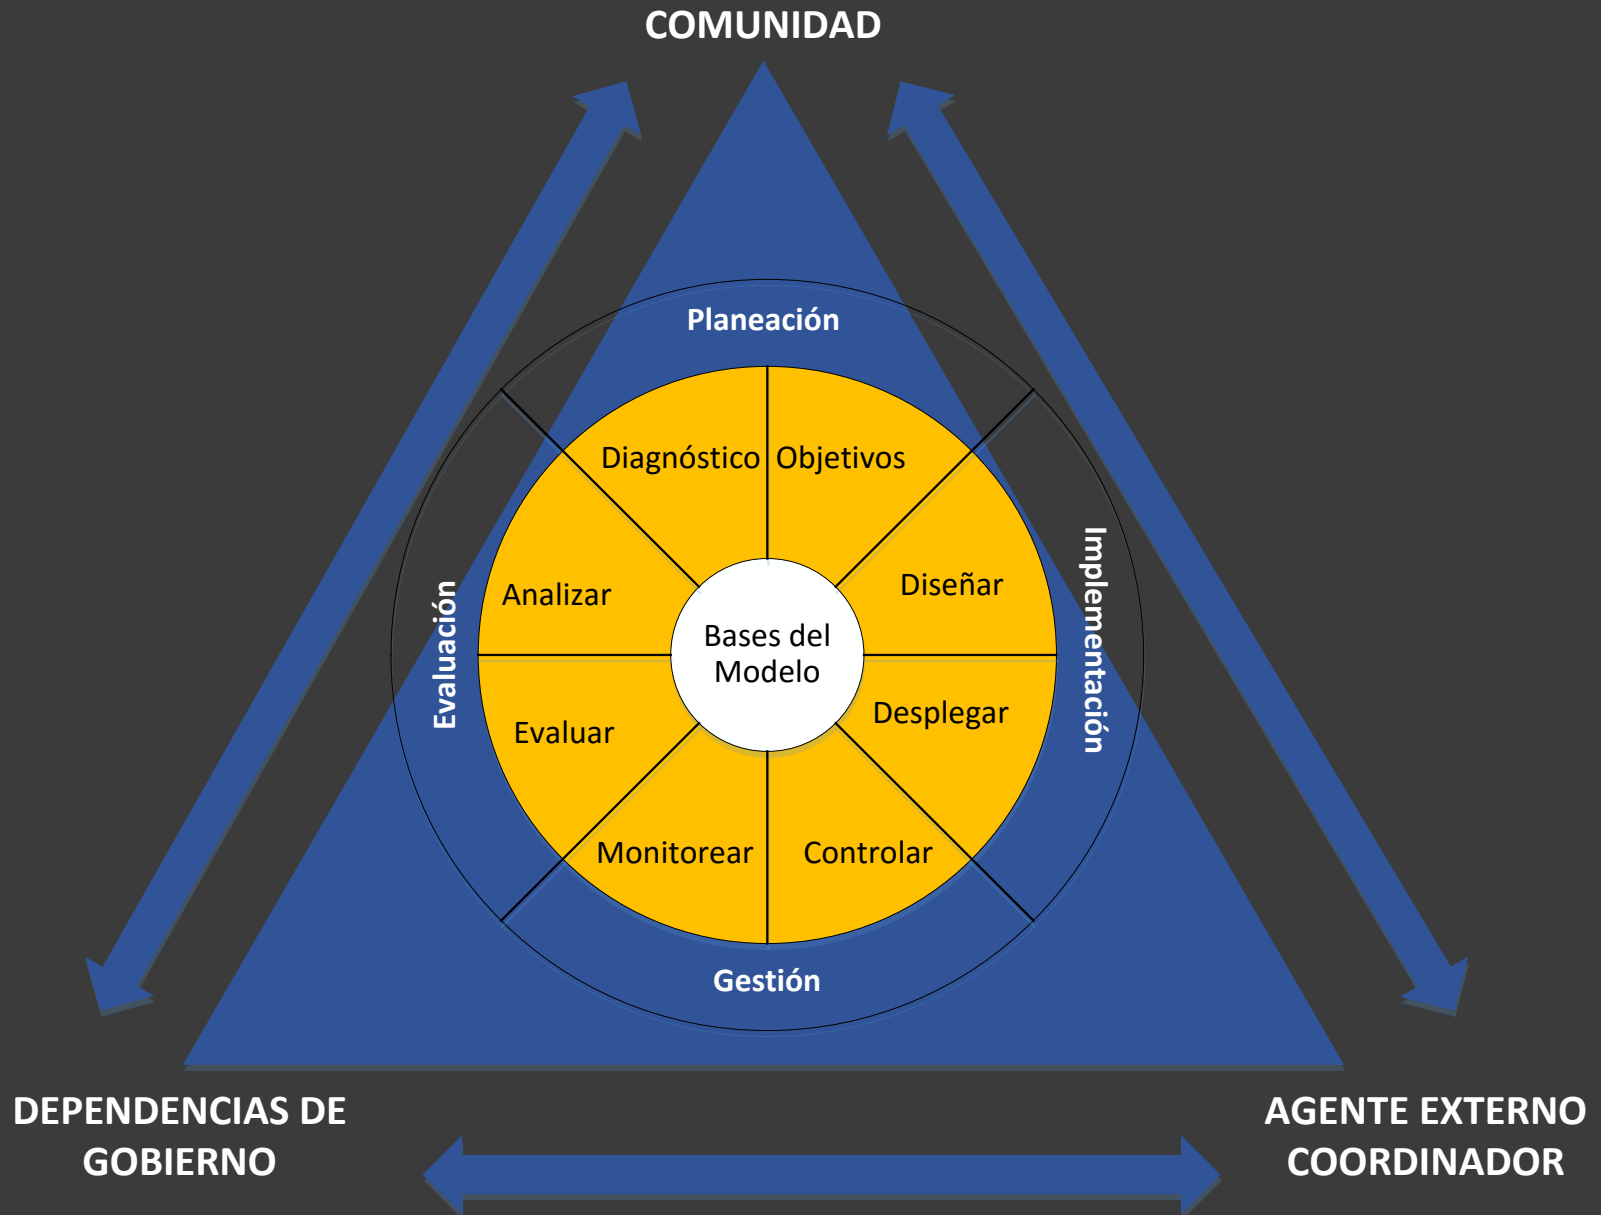 COMUNIDAD
Planeación
Diagnóstico
Objetivos
Implementación
Diseñar
Analizar
Evaluación
Bases del
Modelo
Desplegar
Evaluar
Monitorear
Controlar
Gestión
DEPENDENCIAS DE
GOBIERNO
AGENTE EXTERNO
COORDINADOR